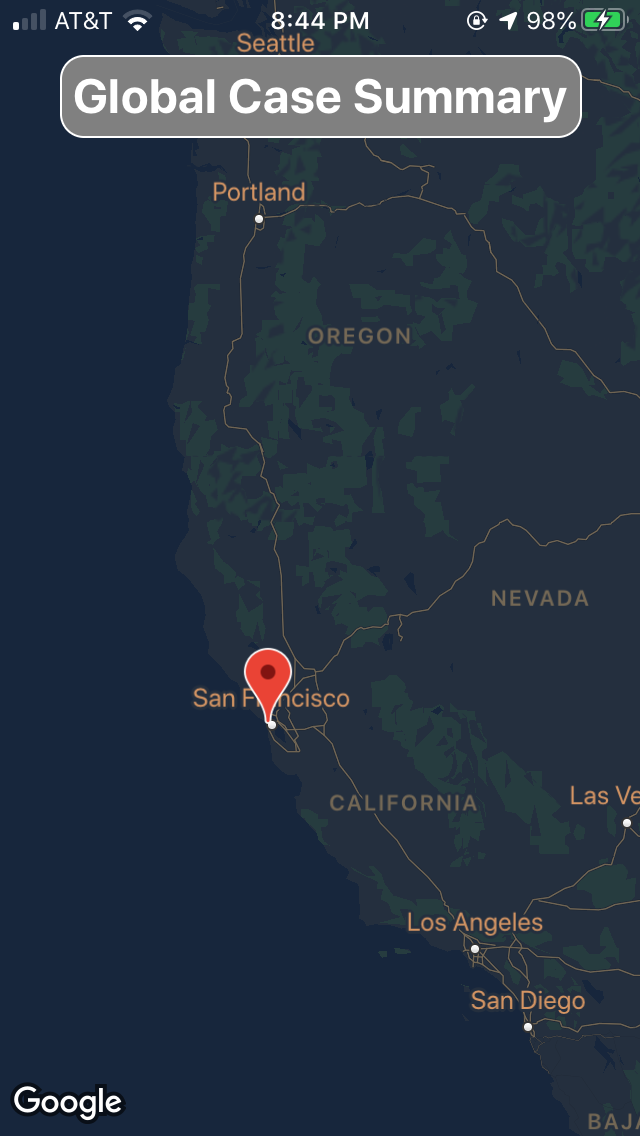 AT&T 8:44 PM 98%
Seattle
Global Case Summary
Portland
OREGON
NEVADA
San Francisco
Las Ve
CALIFORNIA
Los Angeles
San Diego
Google
BAJA